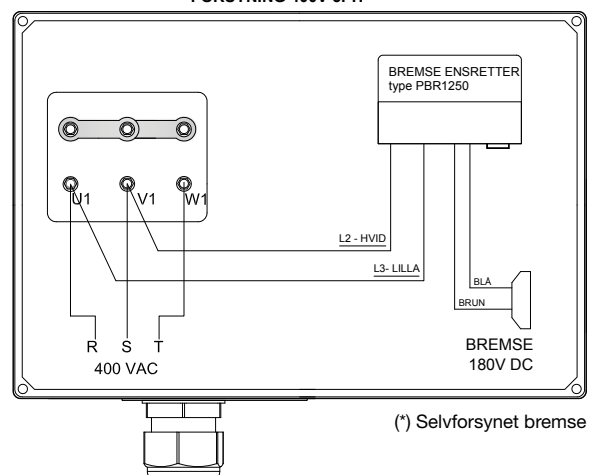 BREMSE ENSRETTER
type PBR1250
U1
V1
W1
L2 - HVID
L3- LILLA
BLÅ
BRUN
R S T
400 VAC
BREMSE
180V DC
(*) Selvforsynet bremse